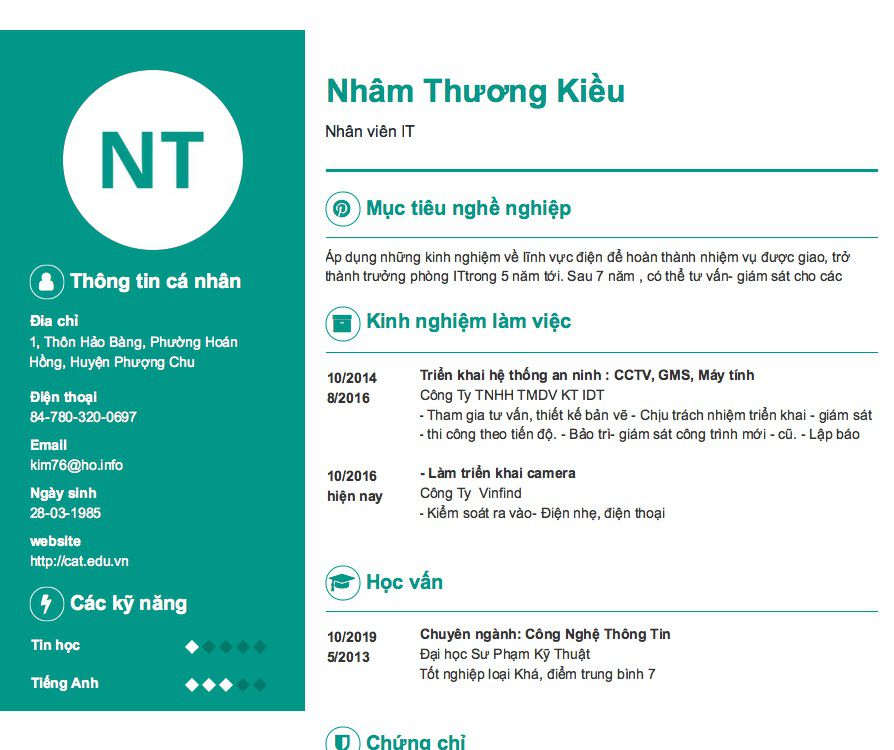 NT
Thông tin cá nhân
Đia chỉ
1, Thôn Hảo Bàng, Phường Hoán
Hồng, Huyện Phượng Chu
Điện thoại
84-780-320-0697
Email
kim76@ho.info
Ngày sinh
28-03-1985
website
http://cat.edu.vn
Các kỹ năng
Tin học
Tiếng Anh
Nhâm Thương Kiều
Nhân viên IT
Mục tiêu nghề nghiệp
Áp dụng những kinh nghiệm về lĩnh vực điện để hoàn thành nhiệm vụ được giao, trở
thành trưởng phòng ITtrong 5 năm tới. Sau 7 năm , có thể tư vấn- giám sát cho các
Kinh nghiệm làm việc
10/2014
8/2016
Triển khai hệ thống an ninh : CCTV, GMS, Máy tính
Công Ty TNHH TMDV KT IDT
- Tham gia tư vấn, thiết kế bản vẽ - Chịu trách nhiệm triển khai - giám sát
- thi công theo tiến độ. - Bảo trì- giám sát công trình mới - cũ. - Lập báo
10/2016
hiện nay
- Làm triển khai camera
Công Ty Vinfind
- Kiểm soát ra vào- Điện nhẹ, điện thoại
Học vấn
10/2019
5/2013
Chuyên ngành: Công Nghệ Thông Tin
Đại học Sư Phạm Kỹ Thuật
Tốt nghiệp loại Khá, điểm trung bình 7
Chứng chỉ